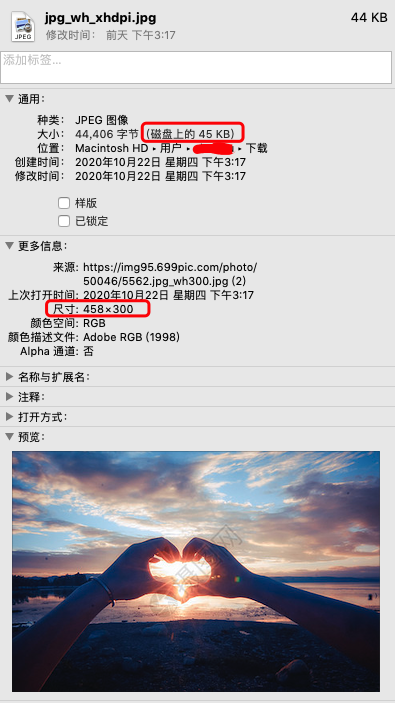 jpg_wh_xhdpi.jpg 44 KB
JPEG
修改时间： 前天 下午3:17
添加标签...
通用：
种类： JPEG 图像
大小： 44,406 字节（磁盘上的 45 KB）
位置： Macintosh HD ▸ 用户 ▸ ▸ 下载
创建时间： 2020年10月22日 星期四 下午3:17
修改时间： 2020年10月22日 星期四 下午3:17
样版
已锁定
更多信息：
来源： https://img95.699pic.com/photo/
50046/5562.jpg_wh300.jpg (2)
上次打开时间： 2020年10月22日 星期四 下午3:17
尺寸： 458×300
颜色空间： RGB
颜色描述文件： Adobe RGB (1998)
Alpha 通道： 否
名称与扩展名：
注释：
打开方式：
预览：